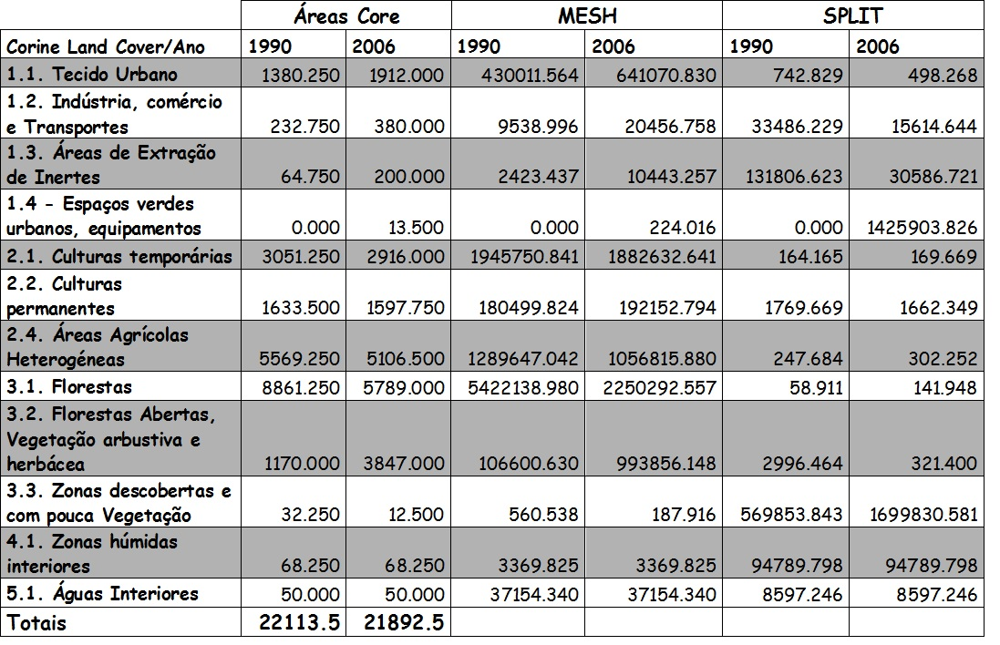 Áreas Core MESH SPLIT
Corine Land Cover/Ano 1990 2006 1990 2006 1990 2006
1.1. Tecido Urbano 1380.250 1912.000 430011.564 641070.830 742.829 498.268
1.2. Indústria, comércio
e Transportes 232.750 380.000 9538.996 20456.758 33486.229 15614.644
1.3. Áreas de Extração
de Inertes 64.750 200.000 2423.437 10443.257 131806.623 30586.721
1.4 - Espaços verdes
urbanos, equipamentos 0.000 13.500 0.000 224.016 0.000 1425903.826
2.1. Culturas temporárias 3051.250 2916.000 1945750.841 1882632.641 164.165 169.669
2.2. Culturas
permanentes 1633.500 1597.750 180499.824 192152.794 1769.669 1662.349
2.4. Áreas Agrícolas
Heterogéneas 5569.250 5106.500 1289647.042 1056815.880 247.684 302.252
3.1. Florestas 8861.250 5789.000 5422138.980 2250292.557 58.911 141.948
3.2. Florestas Abertas,
Vegetação arbustiva e
herbácea 1170.000 3847.000 106600.630 993856.148 2996.464 321.400
3.3. Zonas descobertas e
com pouca Vegetação 32.250 12.500 560.538 187.916 569853.843 1699830.581
4.1. Zonas húmidas
interiores 68.250 68.250 3369.825 3369.825 94789.798 94789.798
5.1. Águas Interiores 50.000 50.000 37154.340 37154.340 8597.246 8597.246
Totais 22113.5 21892.5